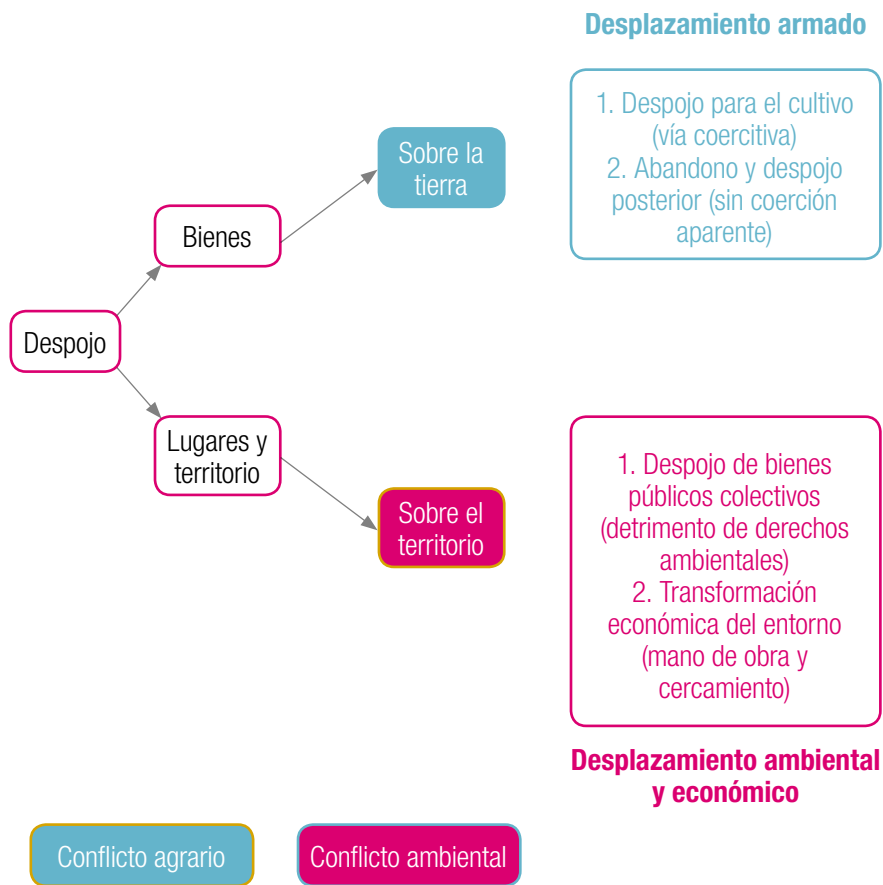 Desplazamiento armado
1. Despojo para el cultivo
(vía coercitiva)
2. Abandono y despojo
posterior (sin coerción
aparente)
Sobre la
tierra
Bienes
Despojo
Lugares y
territorio
Sobre el
territorio
1. Despojo de bienes
públicos colectivos
(detrimento de derechos
ambientales)
2. Transformación
económica del entorno
(mano de obra y
cercamiento)
Desplazamiento ambiental
y económico
Conflicto agrario
Conflicto ambiental